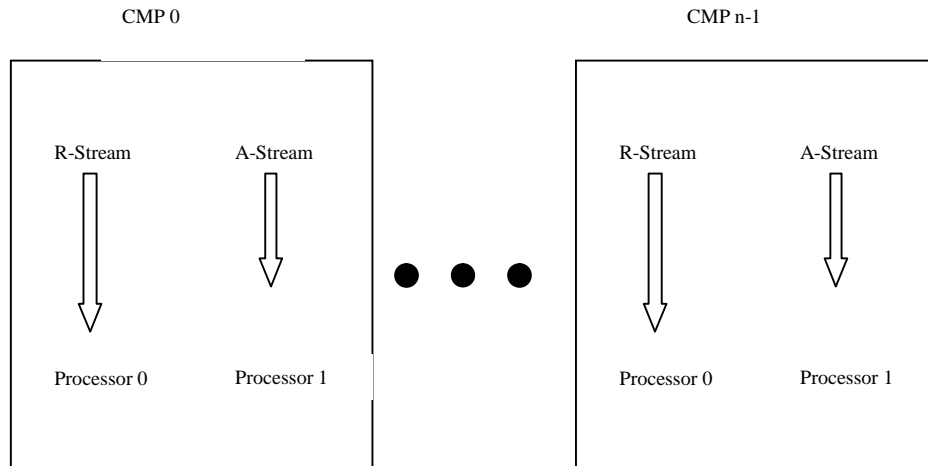 CMP 0
CMP n-1
R-Stream
A-Stream
R-Stream
A-Stream
Processor 0
Processor 1
Processor 0
Processor 1